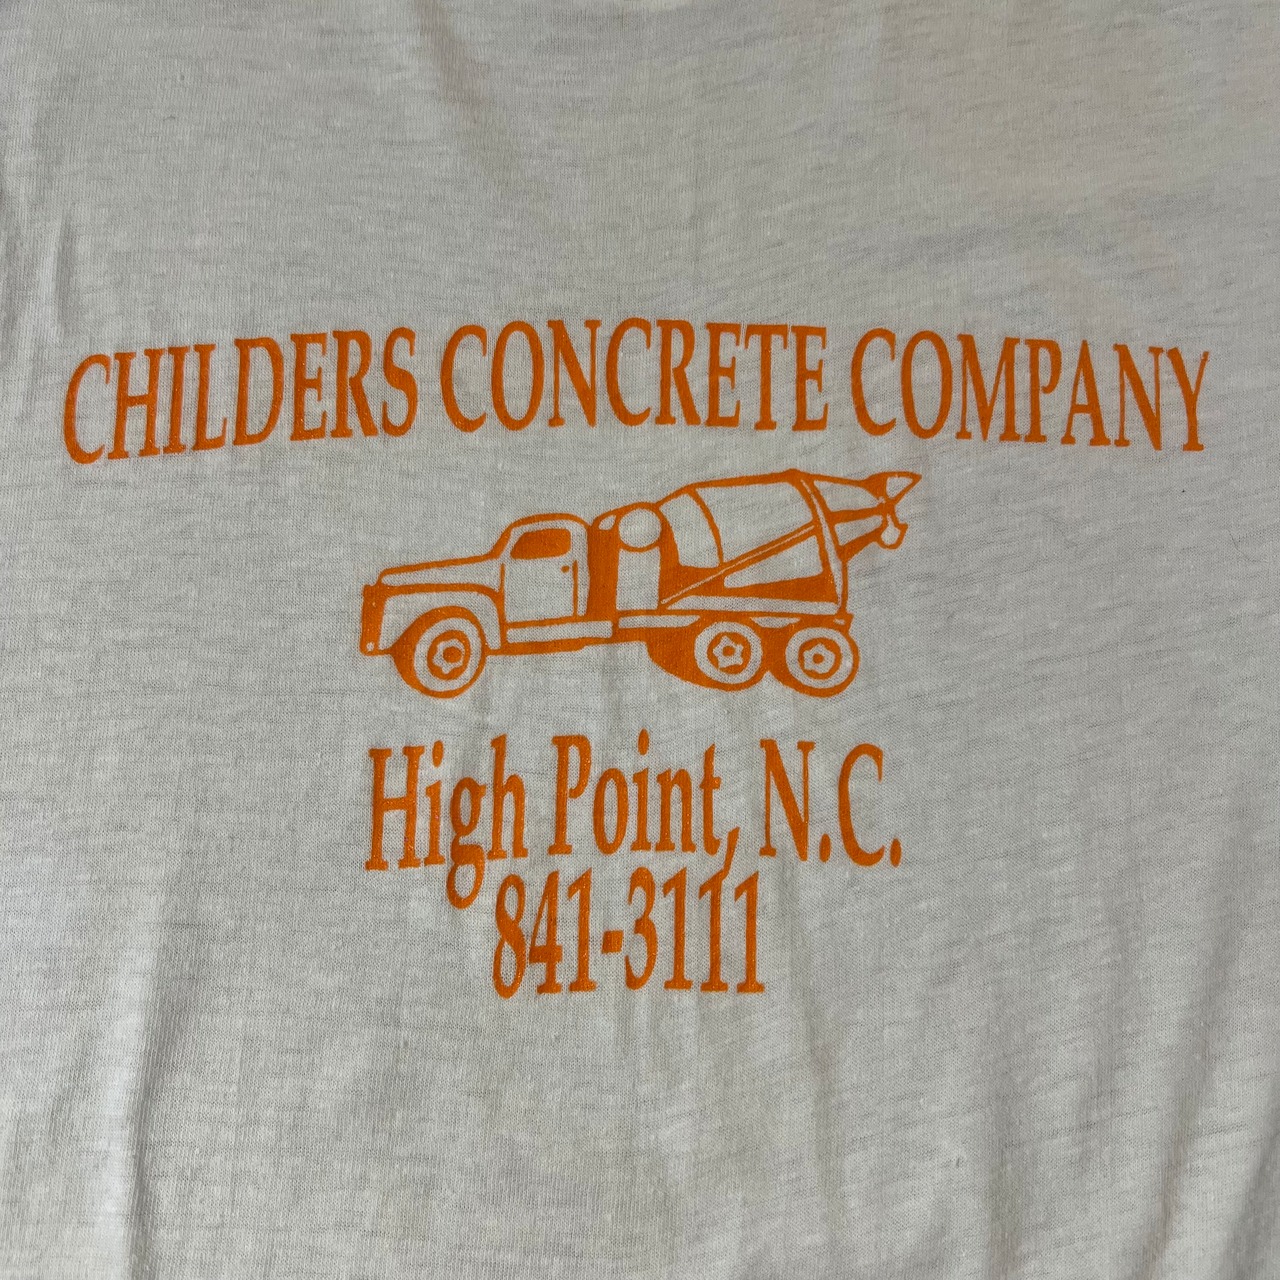 CHILDERS CONCRETE COMPANY
High Point, N.C.
841-3111